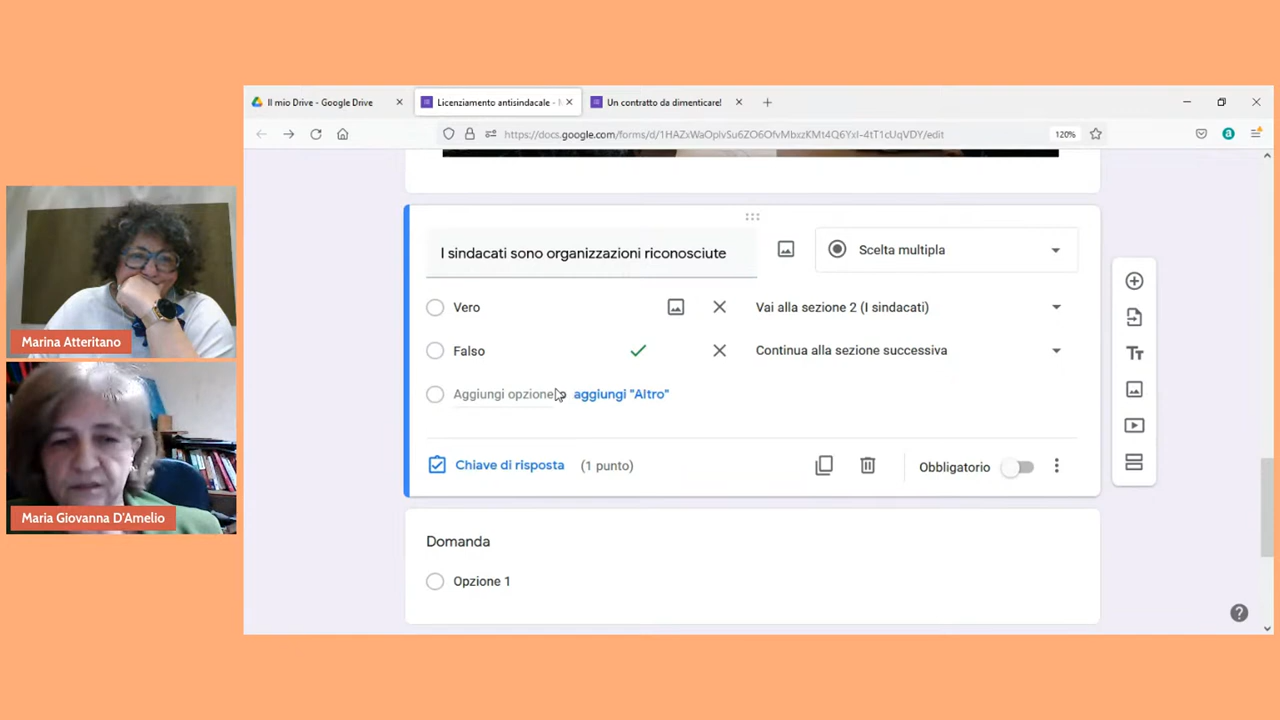 Il mio Drive - Google Drive
Licenziamento antisindacale -
Un contratto da dimenticare!
https://docs.google.com/forms/d/1HAZxWaOplvSu6ZO6OfvMbxzKMt4Q6YxI-4tT1cUqVDY/edit
120%
I sindacati sono organizzazioni riconosciute
Scelta multipla
Vero
Vai alla sezione 2 (I sindacati)
Falso
Continua alla sezione successiva
Aggiungi opzione o aggiungi "Altro"
Chiave di risposta (1 punto)
Obbligatorio
Domanda
Opzione 1
Marina Atteritano
Maria Giovanna D'Amelio